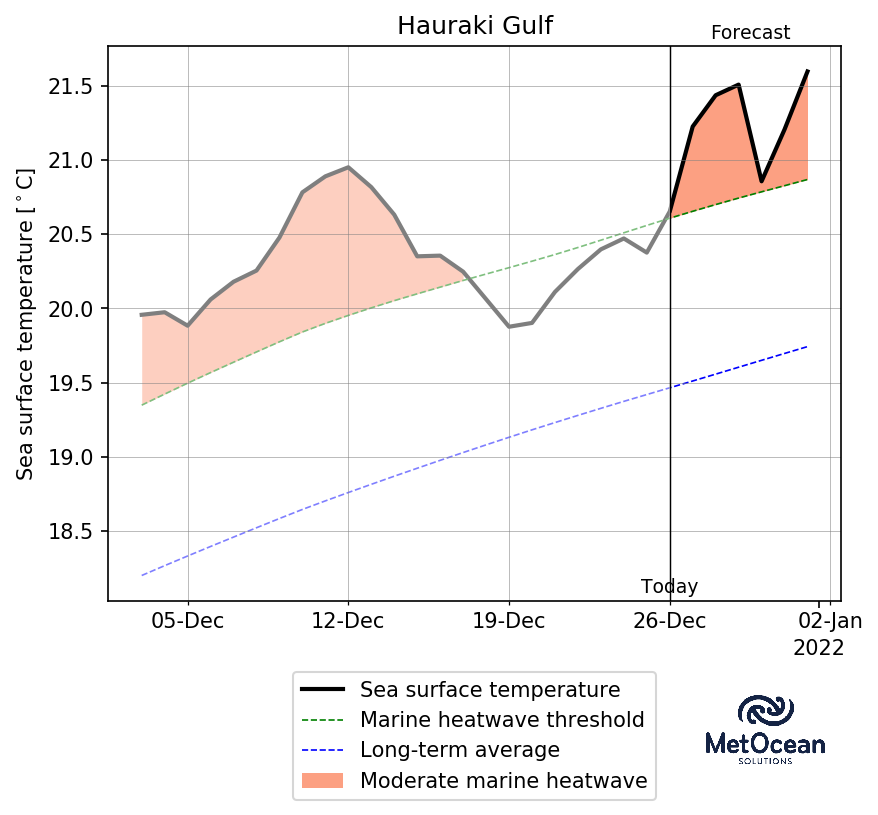 Hauraki Gulf
Forecast
Sea surface temperature [°C]
21.5
21.0
20.5
20.0
19.5
19.0
18.5
Today
05-Dec
12-Dec
19-Dec
26-Dec
02-Jan
2022
Sea surface temperature
Marine heatwave threshold
Long-term average
Moderate marine heatwave
MetOcean
SOLUTIONS